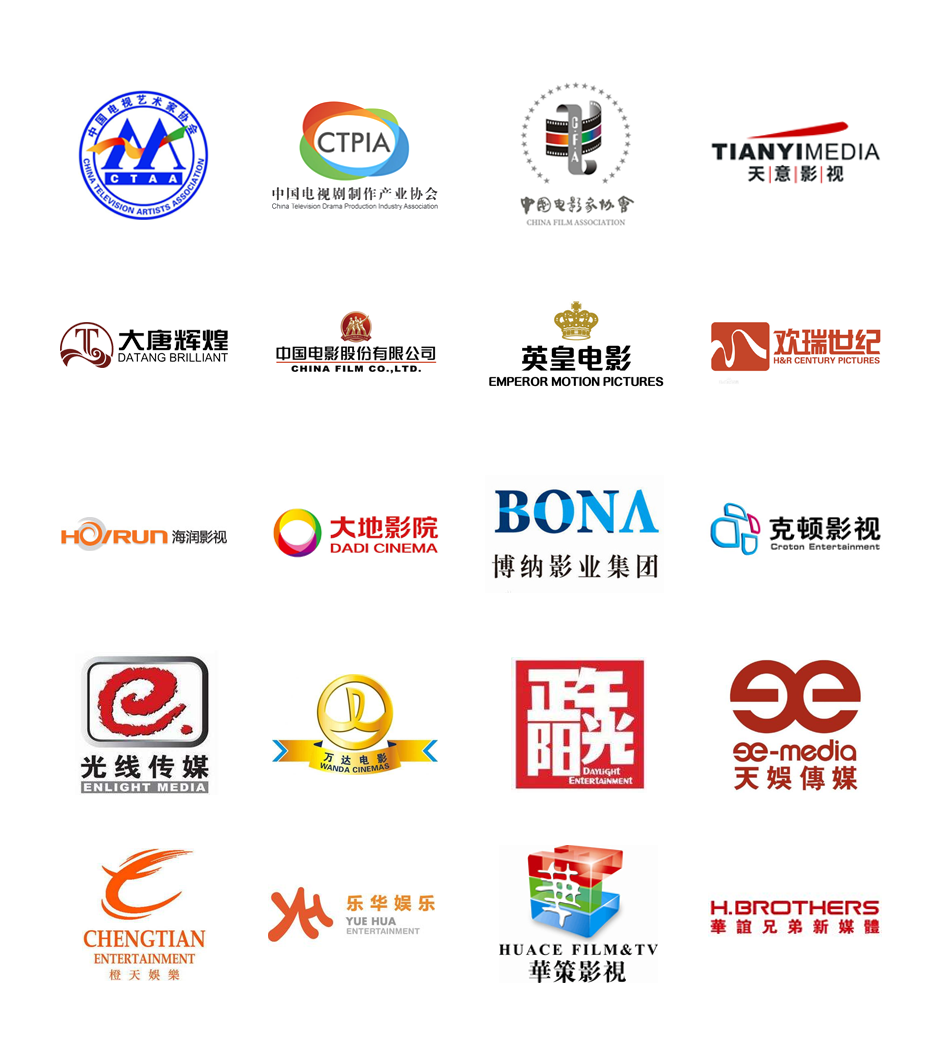 中国电视艺术家协会
CTAA
CHINA TELEVISION ARTISTS ASSOCIATION
CTPIA
中国电视剧制作产业协会
China Television Drama Production Industry Association
C.F.A
中国电影家协會
CHINA FILM ASSOCIATION
TIANYIMEDIA
天|意|影|视
大唐辉煌
DATANG BRILLIANT
中国电影股份有限公司
CHINA FILM CO.,LTD.
英皇电影
EMPEROR MOTION PICTURES
欢瑞世纪
H&R CENTURY PICTURES
HOIRUN 海润影视
大地影院
DADI CINEMA
BONA
博纳影业集团
克顿影视
Croton Entertainment
光线传媒
ENLIGHT MEDIA
万达电影
WANDA CINEMAS
正午阳光
DAYLIGHT
ENTERTAINMENT
ee-media
天娛傳媒
CHENGTIAN
ENTERTAINMENT
橙天娛樂
乐华娱乐
YUE HUA
ENTERTAINMENT
華
HUACE FILM&TV
華策影視
H.BROTHERS
華誼兄弟新媒體